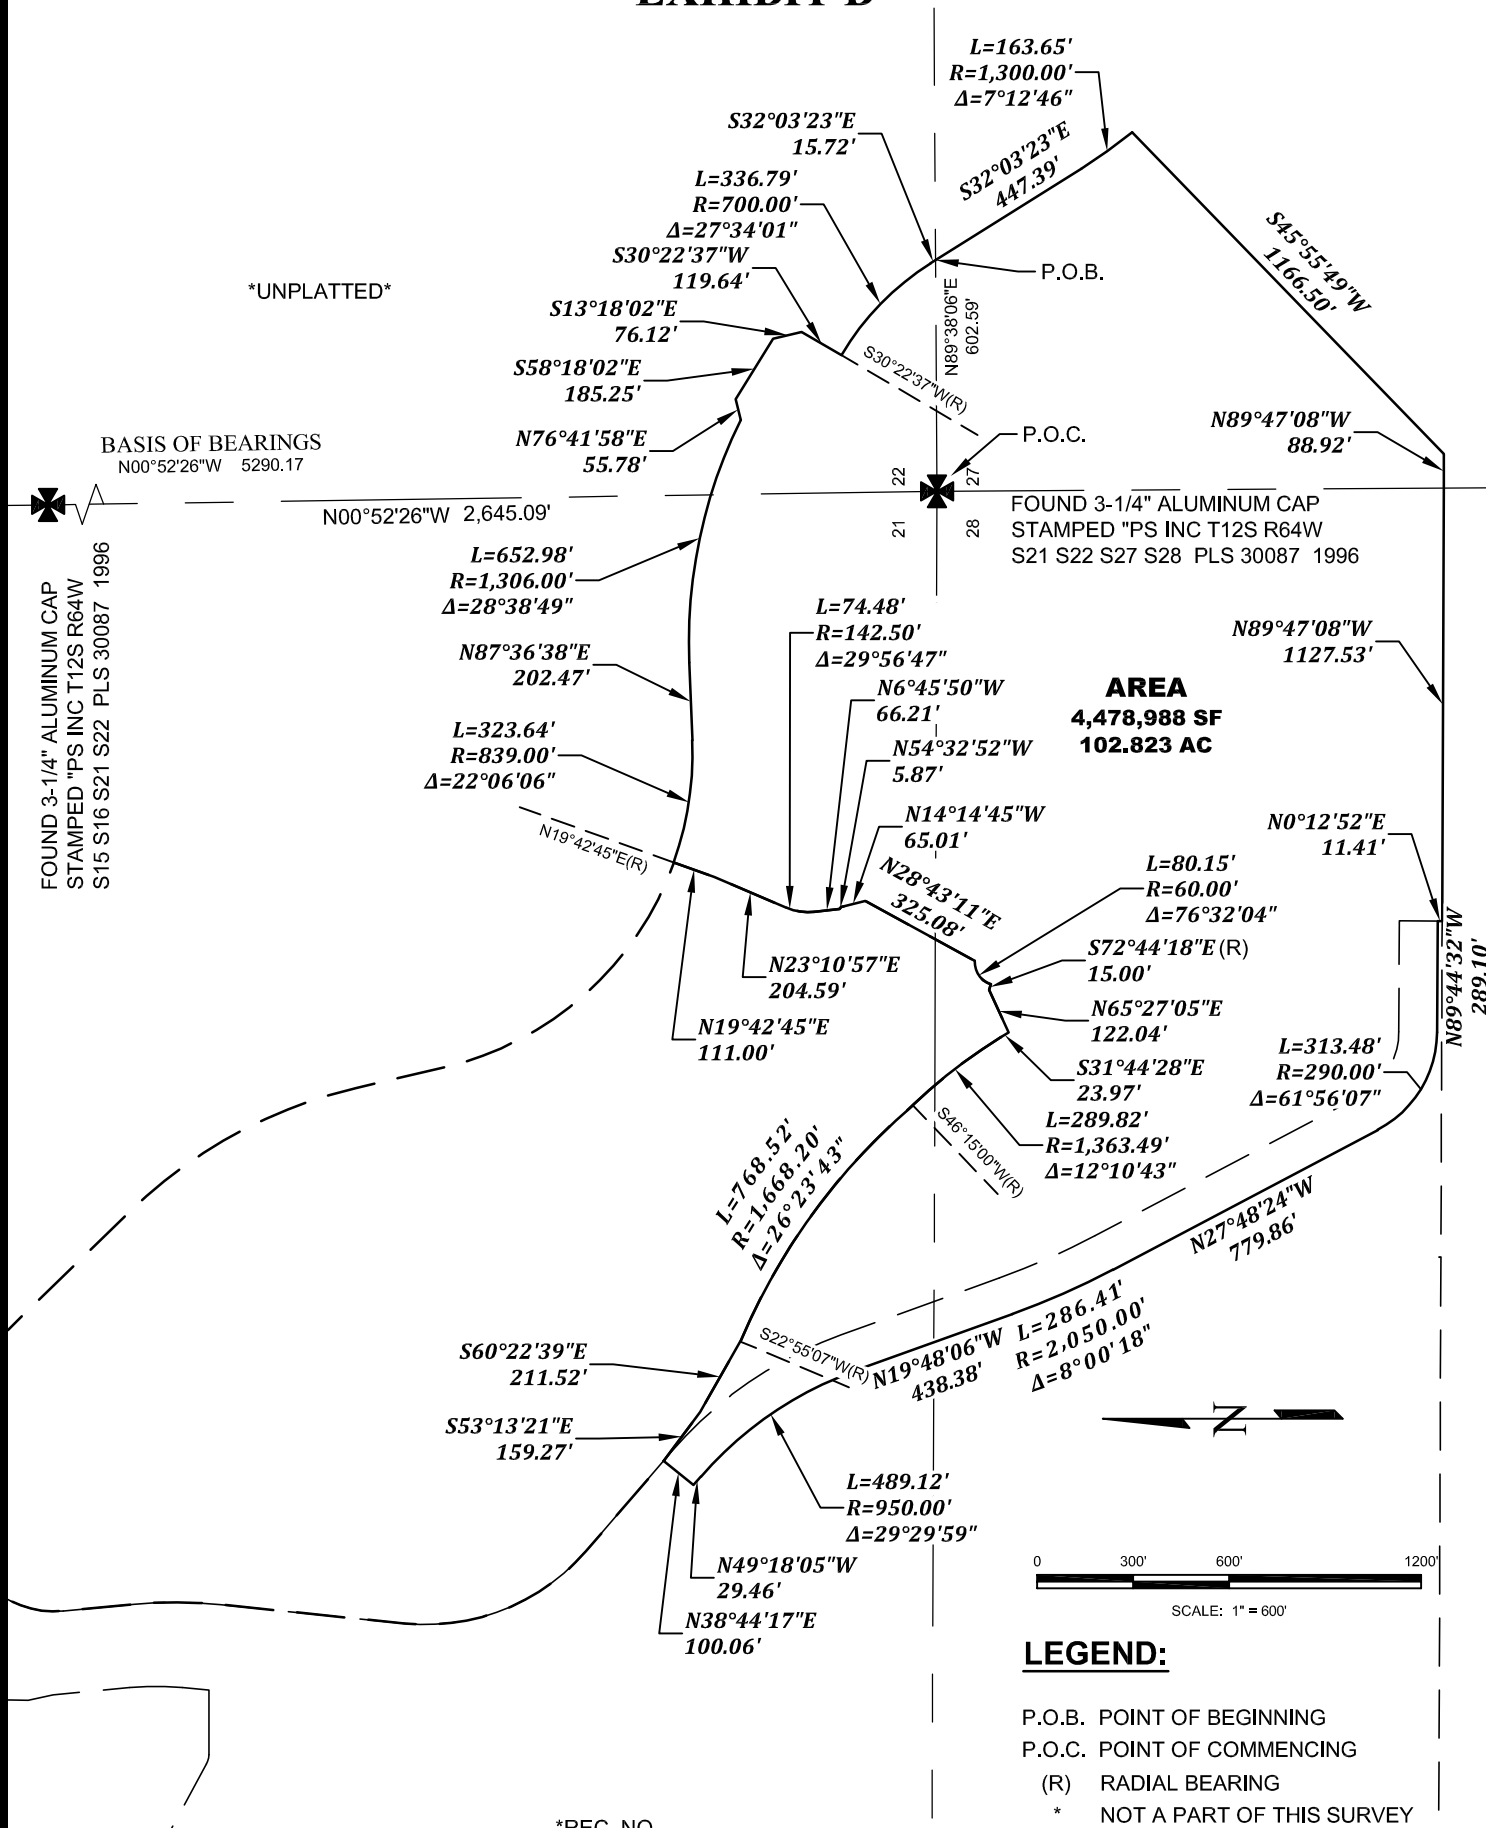 EXHIBIT B
L=163.65'
R=1,300.00'
Δ=7°12'46"
S32°03'23"E
15.72'
S32°03'23"E
447.39'
L=336.79'
R=700.00'
Δ=27°34'01"
S30°22'37"W
119.64'
S45°55'49"W
1166.50'
P.O.B.
*UNPLATTED*
N89°38'06"E
602.59'
S13°18'02"E
76.12'
S30°22'37"W(R)
S58°18'02"E
185.25'
N76°41'58"E
55.78'
N89°47'08"W
88.92'
P.O.C.
BASIS OF BEARINGS
N00°52'26"W 5290.17
22
27
21
28
N00°52'26"W 2,645.09'
FOUND 3-1/4" ALUMINUM CAP
STAMPED "PS INC T12S R64W
S21 S22 S27 S28 PLS 30087 1996
FOUND 3-1/4" ALUMINUM CAP
STAMPED "PS INC T12S R64W
S15 S16 S21 S22 PLS 30087 1996
L=652.98'
R=1,306.00'
Δ=28°38'49"
L=74.48'
R=142.50'
Δ=29°56'47"
N89°47'08"W
1127.53'
N87°36'38"E
202.47'
N6°45'50"W
66.21'
AREA
4,478,988 SF
102.823 AC
L=323.64'
R=839.00'
Δ=22°06'06"
N54°32'52"W
5.87'
N19°42'45"E(R)
N14°14'45"W
65.01'
N0°12'52"E
11.41'
N28°43'11"E
325.08'
L=80.15'
R=60.00'
Δ=76°32'04"
N89°44'32"W
289.10'
S72°44'18"E (R)
15.00'
N23°10'57"E
204.59'
N65°27'05"E
122.04'
N19°42'45"E
111.00'
S31°44'28"E
23.97'
L=313.48'
R=290.00'
Δ=61°56'07"
L=289.82'
R=1,363.49'
Δ=12°10'43"
S46°15'00"W(R)
L=768.52'
R=1,668.20'
Δ=26°23'43"
N27°48'24"W
779.86'
L=286.41'
R=2,050.00'
Δ=8°00'18"
S60°22'39"E
211.52'
S22°55'07"W(R)
N19°48'06"W
438.38'
S53°13'21"E
159.27'
N
L=489.12'
R=950.00'
Δ=29°29'59"
N49°18'05"W
29.46'
N38°44'17"E
100.06'
0 300' 600' 1200'
SCALE: 1" = 600'
LEGEND:
P.O.B. POINT OF BEGINNING
P.O.C. POINT OF COMMENCING
(R) RADIAL BEARING
* NOT A PART OF THIS SURVEY
*REC. NO.